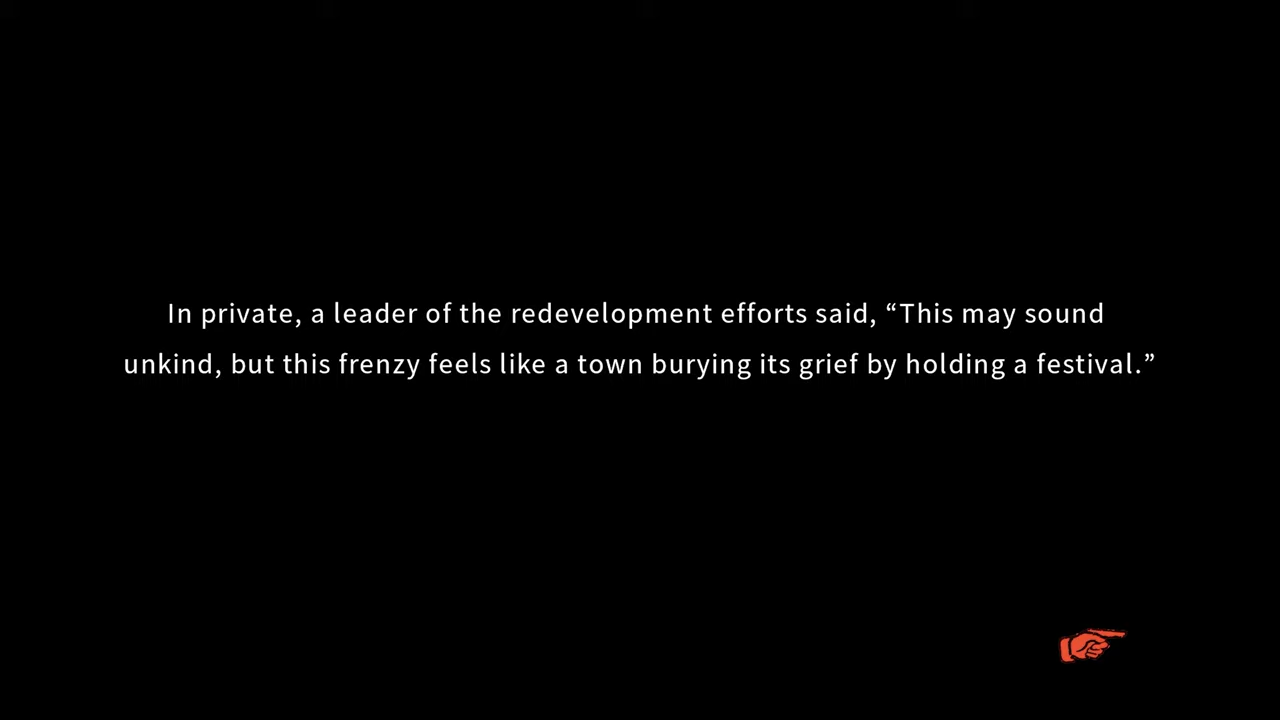 In private, a leader of the redevelopment efforts said, “This may sound
unkind, but this frenzy feels like a town burying its grief by holding a festival.”